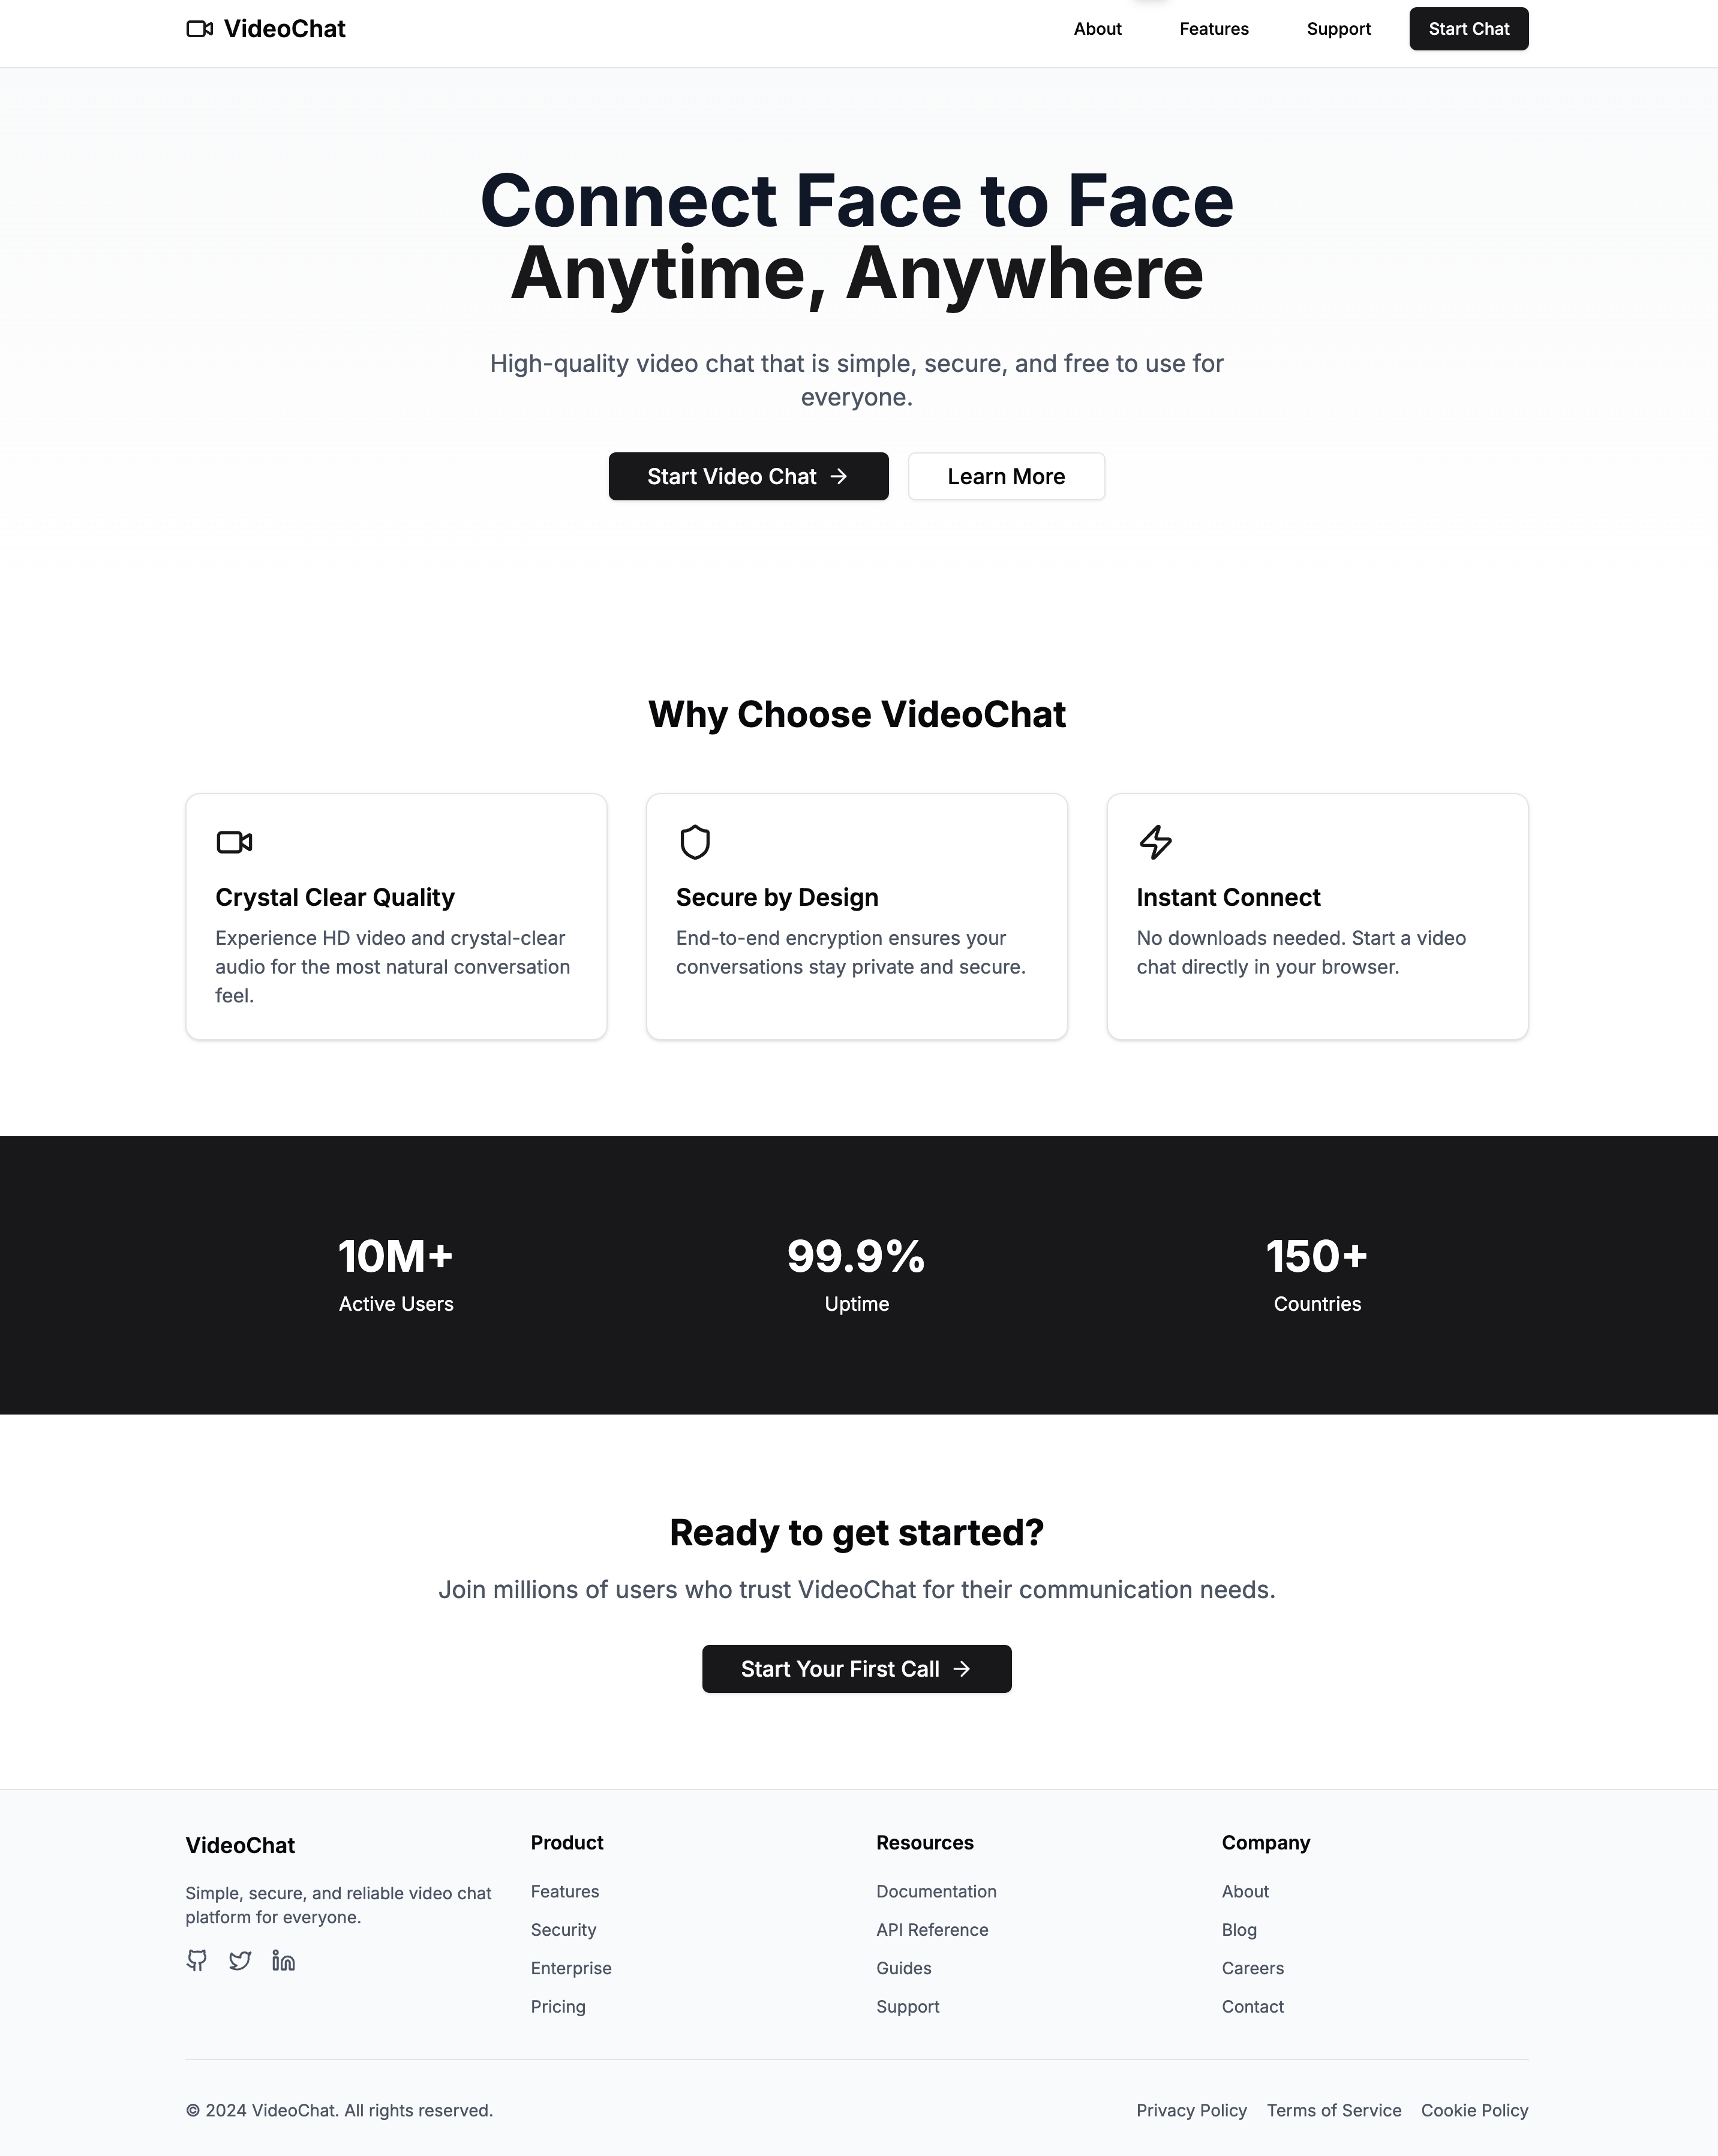 VideoChat
About
Features
Support
Start Chat
Connect Face to Face
Anytime, Anywhere
High-quality video chat that is simple, secure, and free to use for
everyone.
Start Video Chat
Learn More
Why Choose VideoChat
Crystal Clear Quality
Experience HD video and crystal-clear
audio for the most natural conversation
feel.
Secure by Design
End-to-end encryption ensures your
conversations stay private and secure.
Instant Connect
No downloads needed. Start a video
chat directly in your browser.
10M+
Active Users
99.9%
Uptime
150+
Countries
Ready to get started?
Join millions of users who trust VideoChat for their communication needs.
Start Your First Call
VideoChat
Simple, secure, and reliable video chat
platform for everyone.
Product
Features
Security
Enterprise
Pricing
Resources
Documentation
API Reference
Guides
Support
Company
About
Blog
Careers
Contact
© 2024 VideoChat. All rights reserved.
Privacy Policy
Terms of Service
Cookie Policy